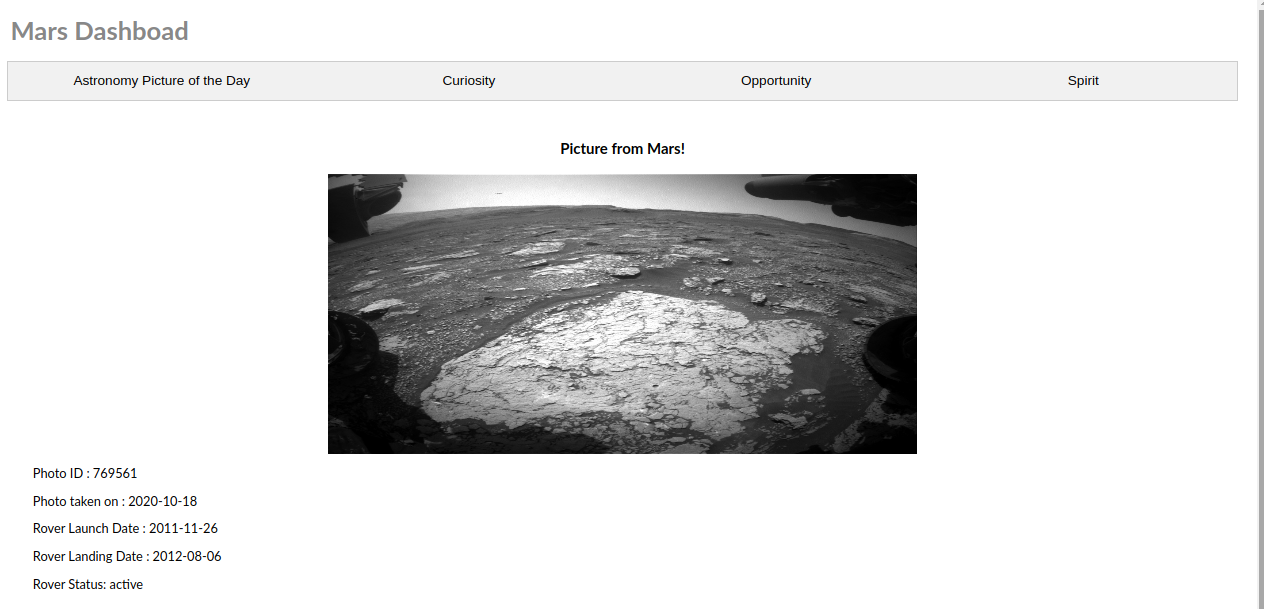 Mars Dashboad
Astronomy Picture of the Day Curiosity Opportunity Spirit
Picture from Mars!
Photo ID : 769561
Photo taken on : 2020-10-18
Rover Launch Date : 2011-11-26
Rover Landing Date : 2012-08-06
Rover Status: active